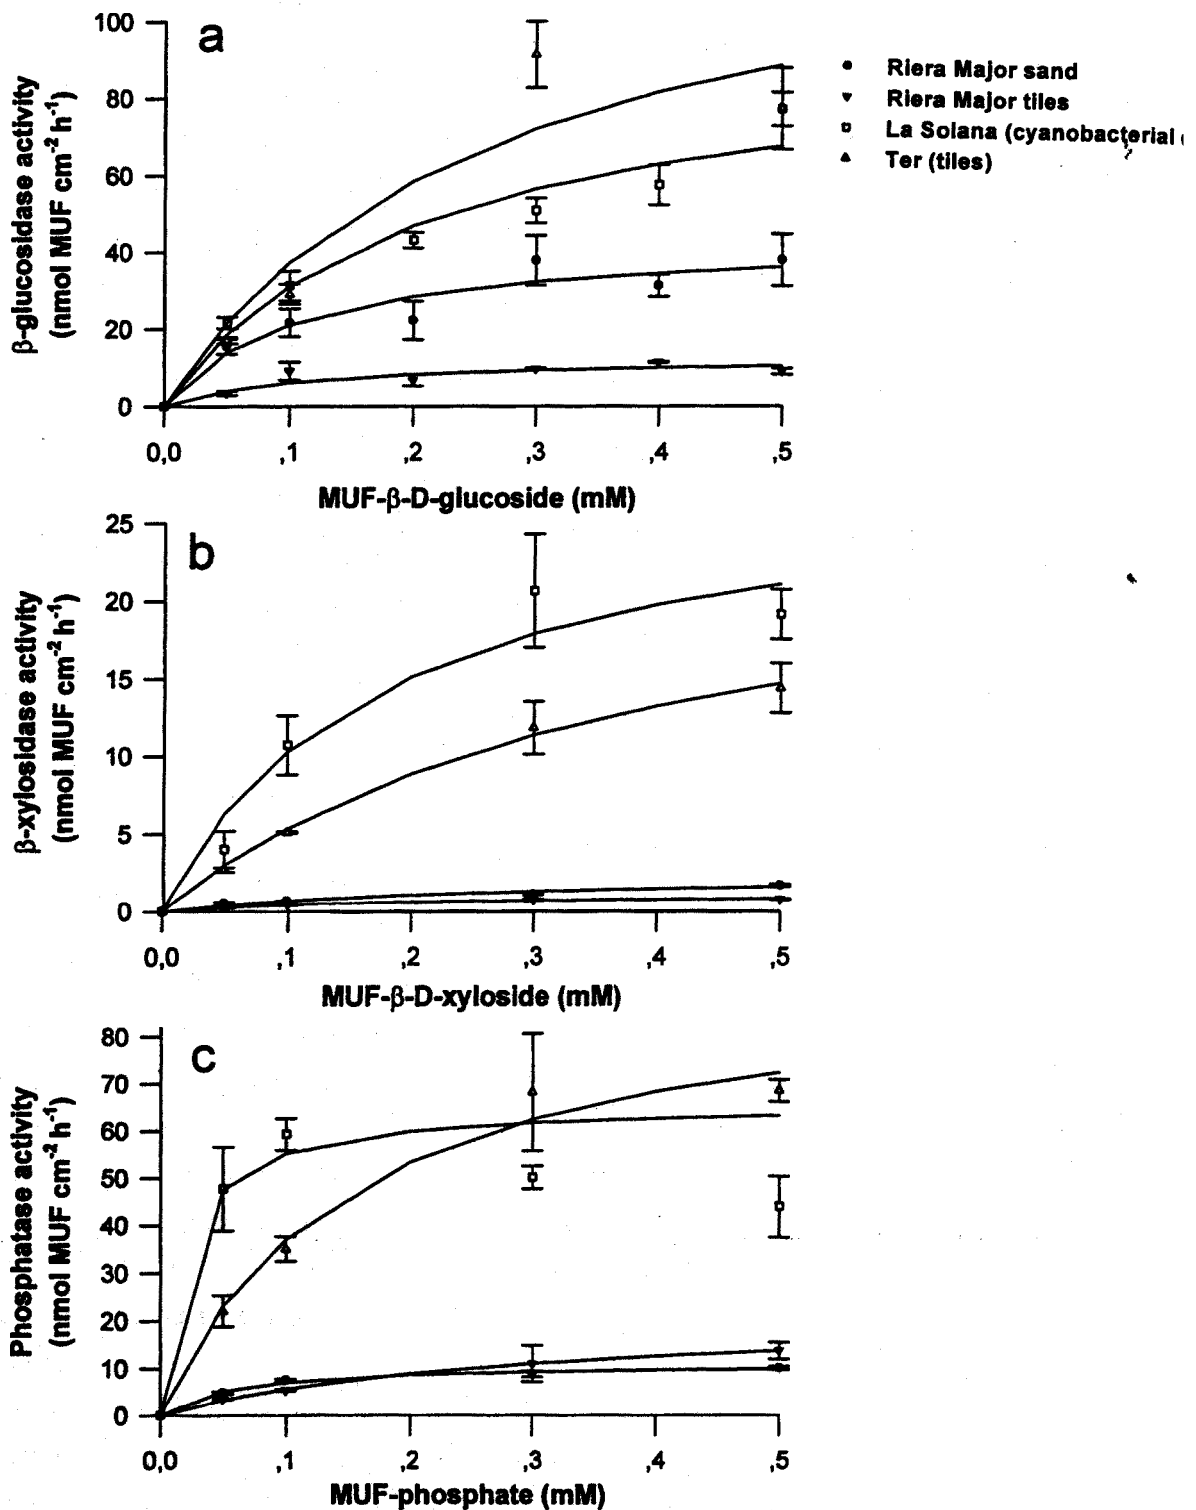 a
100
80
60
40
20
0
β-glucosidase activity
(nmol MUF cm-2 h-1)
0,0 ,1 ,2 ,3 ,4 ,5
MUF-β-D-glucoside (mM)
Riera Major sand
Riera Major tiles
La Solana (cyanobacterial
Ter (tiles)
b
25
20
15
10
5
0
β-xylosidase activity
(nmol MUF cm-2 h-1)
0,0 ,1 ,2 ,3 ,4 ,5
MUF-β-D-xyloside (mM)
c
80
70
60
50
40
30
20
10
0
Phosphatase activity
(nmol MUF cm-2 h-1)
0,0 ,1 ,2 ,3 ,4 ,5
MUF-phosphate (mM)